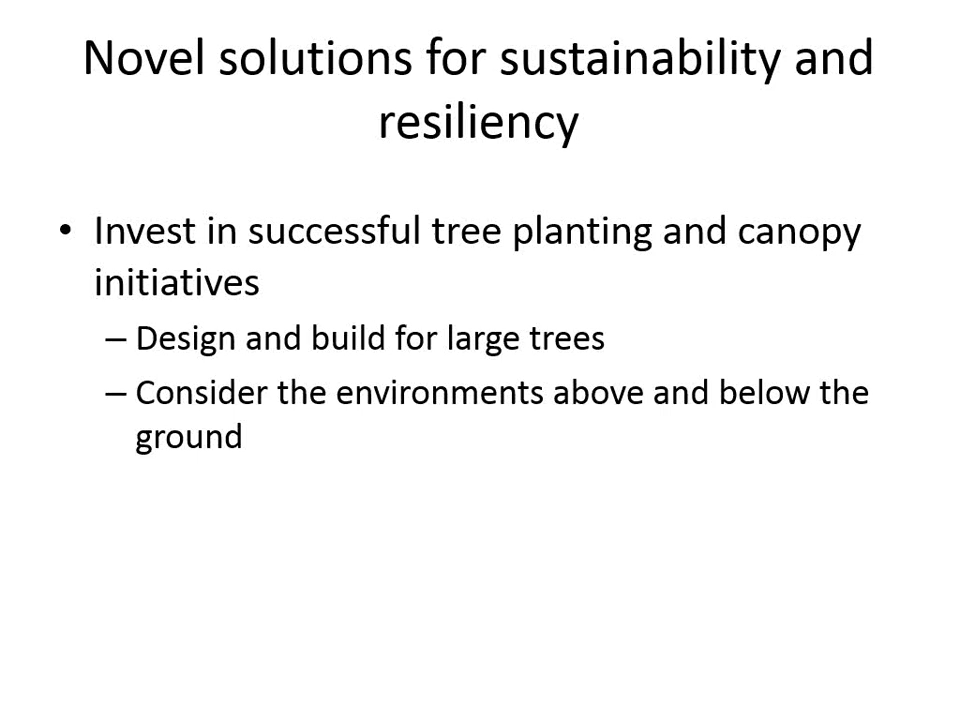 Novel solutions for sustainability and
resiliency
• Invest in successful tree planting and canopy
initiatives
– Design and build for large trees
– Consider the environments above and below the
ground